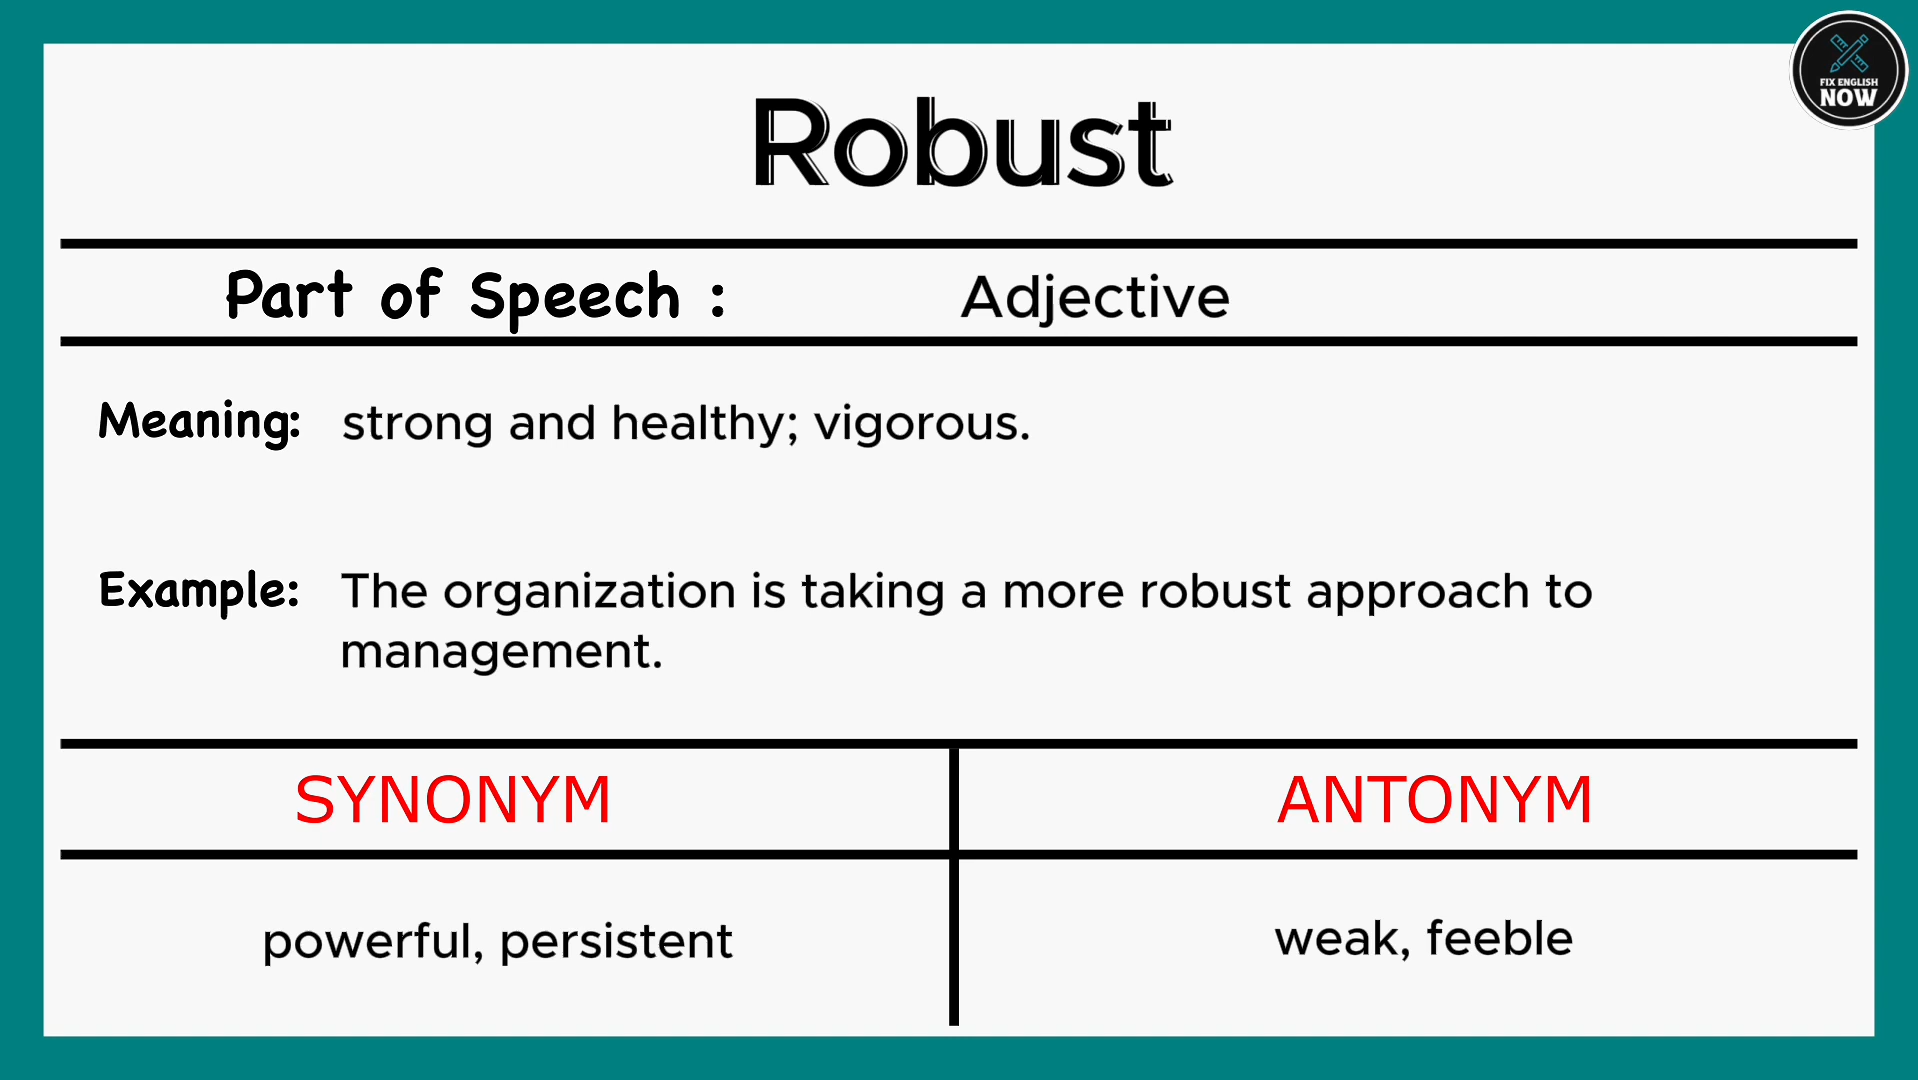 FIX ENGLISH
NOW
Robust
Part of Speech : Adjective
Meaning: strong and healthy; vigorous.
Example: The organization is taking a more robust approach to
management.
SYNONYM ANTONYM
powerful, persistent weak, feeble